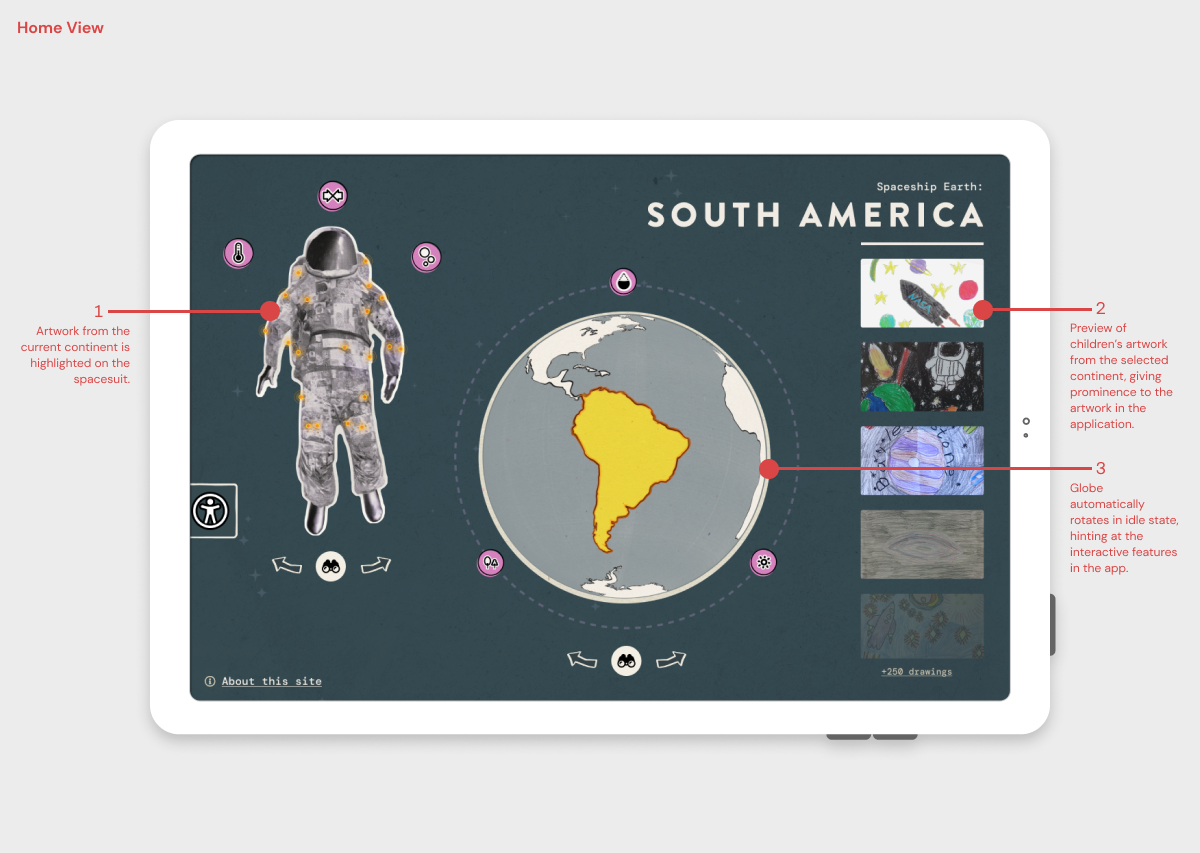 Home View
Spaceship Earth:
SOUTH AMERICA
1
Artwork from the
current continent is
highlighted on the
spacesuit.
NASA
2
Preview of
children's artwork
from the selected
continent, giving
prominence to the
artwork in the
application.
3
Globe
automatically
rotates in idle state,
hinting at the
interactive features
in the app.
+250 drawings
About this site